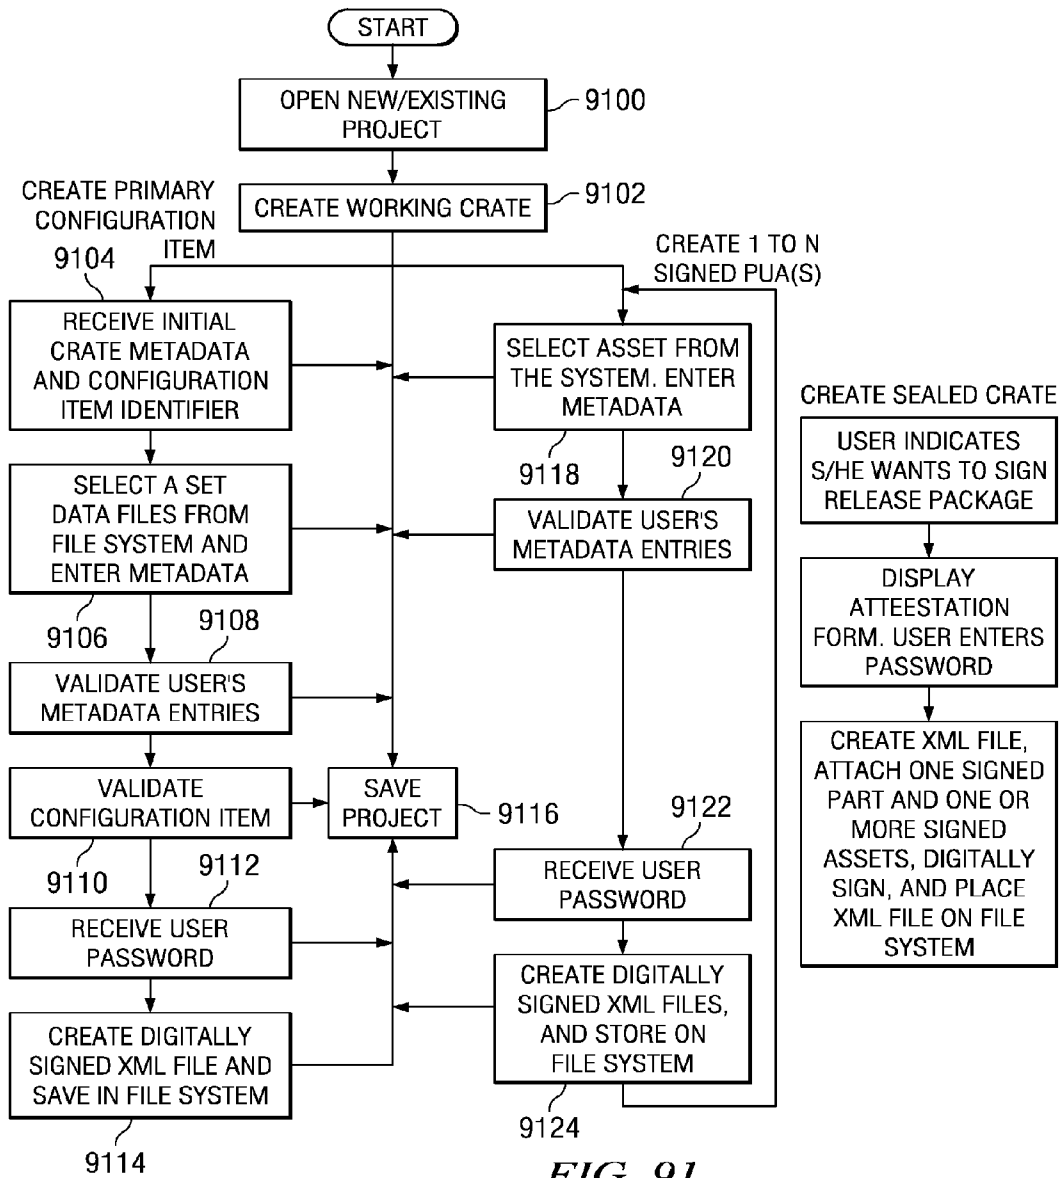 START
OPEN NEW/EXISTING
PROJECT
9100
CREATE WORKING CRATE
9102
CREATE PRIMARY
CONFIGURATION
ITEM
9104
RECEIVE INITIAL
CRATE METADATA
AND CONFIGURATION
ITEM IDENTIFIER
SELECT A SET
DATA FILES FROM
FILE SYSTEM AND
ENTER METADATA
9106
9108
VALIDATE USER'S
METADATA ENTRIES
VALIDATE
CONFIGURATION ITEM
9110
9112
RECEIVE USER
PASSWORD
CREATE DIGITALLY
SIGNED XML FILE AND
SAVE IN FILE SYSTEM
9114
SAVE
PROJECT
9116
CREATE 1 TO N
SIGNED PUA(S)
SELECT ASSET FROM
THE SYSTEM. ENTER
METADATA
9118
9120
VALIDATE USER'S
METADATA ENTRIES
9122
RECEIVE USER
PASSWORD
CREATE DIGITALLY
SIGNED XML FILES,
AND STORE ON
FILE SYSTEM
9124
CREATE SEALED CRATE
USER INDICATES
S/HE WANTS TO SIGN
RELEASE PACKAGE
DISPLAY
ATTEESTATION
FORM. USER ENTERS
PASSWORD
CREATE XML FILE,
ATTACH ONE SIGNED
PART AND ONE OR
MORE SIGNED
ASSETS, DIGITALLY
SIGN, AND PLACE
XML FILE ON FILE
SYSTEM
FIG. 91